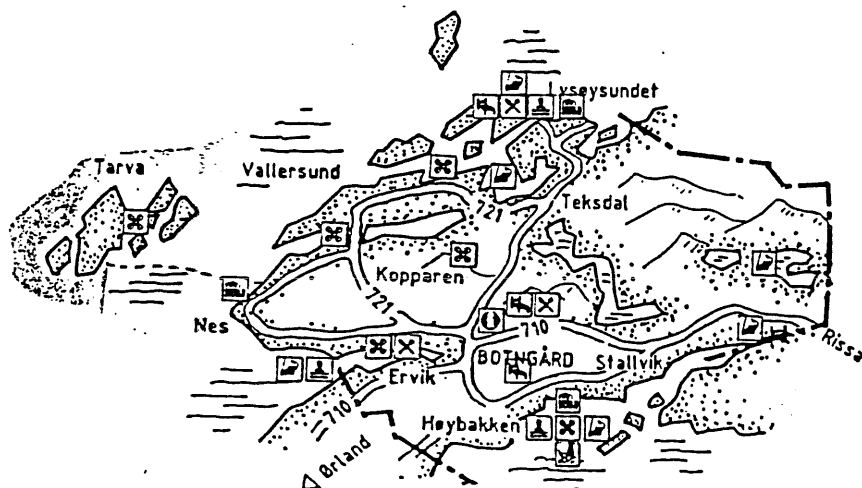 Lysøysundet
Tarva
Vallersund
721
Teksdal
Kopparen
721
Nes
710
Rissa
BOTNGÅRD
Stallvik
Ervik
710
Høybakken
Ørland